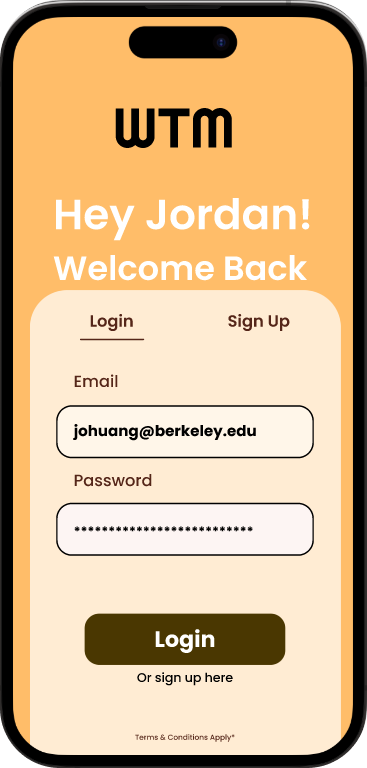 WTM
Hey Jordan!
Welcome Back
Login Sign Up
Email
johuang@berkeley.edu
Password
**************************
Login
Or sign up here
Terms & Conditions Apply*